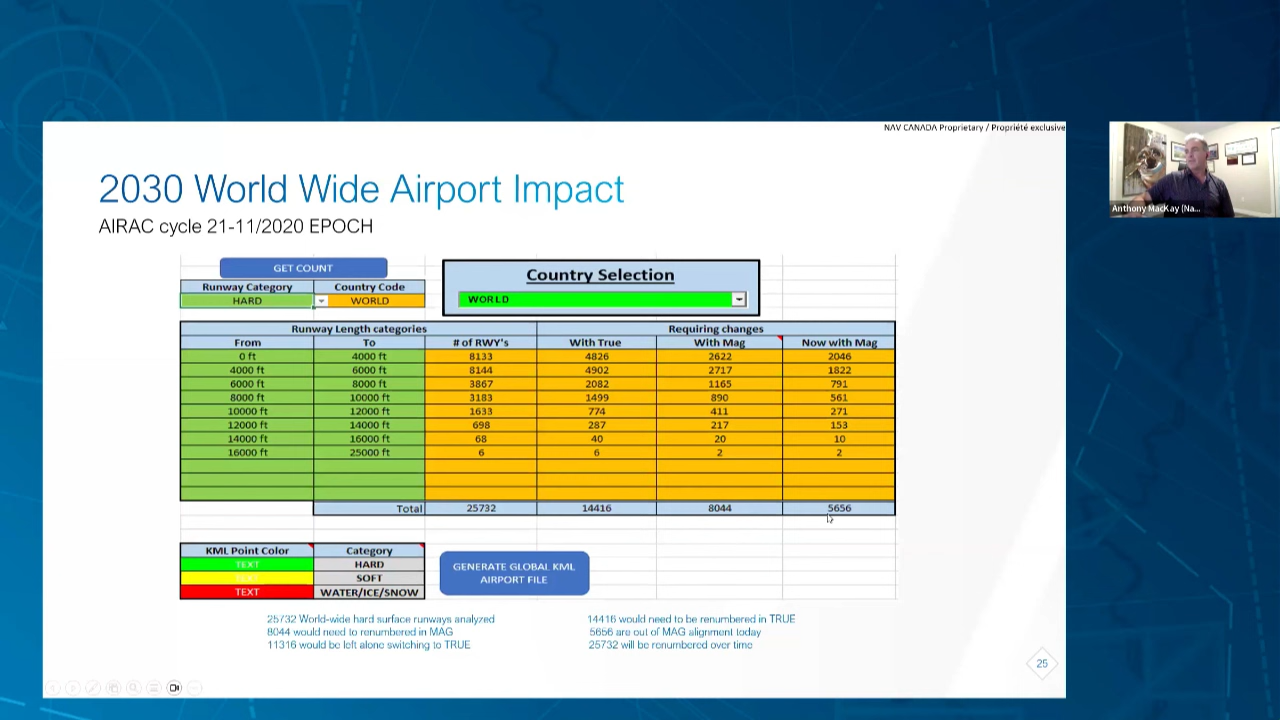 NAV CANADA Proprietary / Propriété exclusive
2030 World Wide Airport Impact
AIRAC cycle 21-11/2020 EPOCH
GET COUNT
Runway Category Country Code
HARD WORLD
Country Selection
WORLD
Runway Length categories Requiring changes
From To # of RWY's With True With Mag Now with Mag
0 ft 4000 ft 8133 4826 2622 2046
4000 ft 6000 ft 8144 4902 2717 1822
6000 ft 8000 ft 3867 2082 1165 791
8000 ft 10000 ft 3183 1499 890 561
10000 ft 12000 ft 1633 774 411 271
12000 ft 14000 ft 698 287 217 153
14000 ft 16000 ft 68 40 20 10
16000 ft 25000 ft 6 6 2 2
Total 25732 14416 8044 5656
KML Point Color Category
TEXT HARD
TEXT SOFT
TEXT WATER/ICE/SNOW
GENERATE GLOBAL KML
AIRPORT FILE
25732 World-wide hard surface runways analyzed
8044 would need to renumbered in MAG
11316 would be left alone switching to TRUE
14416 would need to be renumbered in TRUE
5656 are out of MAG alignment today
25732 will be renumbered over time
25
Anthony MacKay (Na...